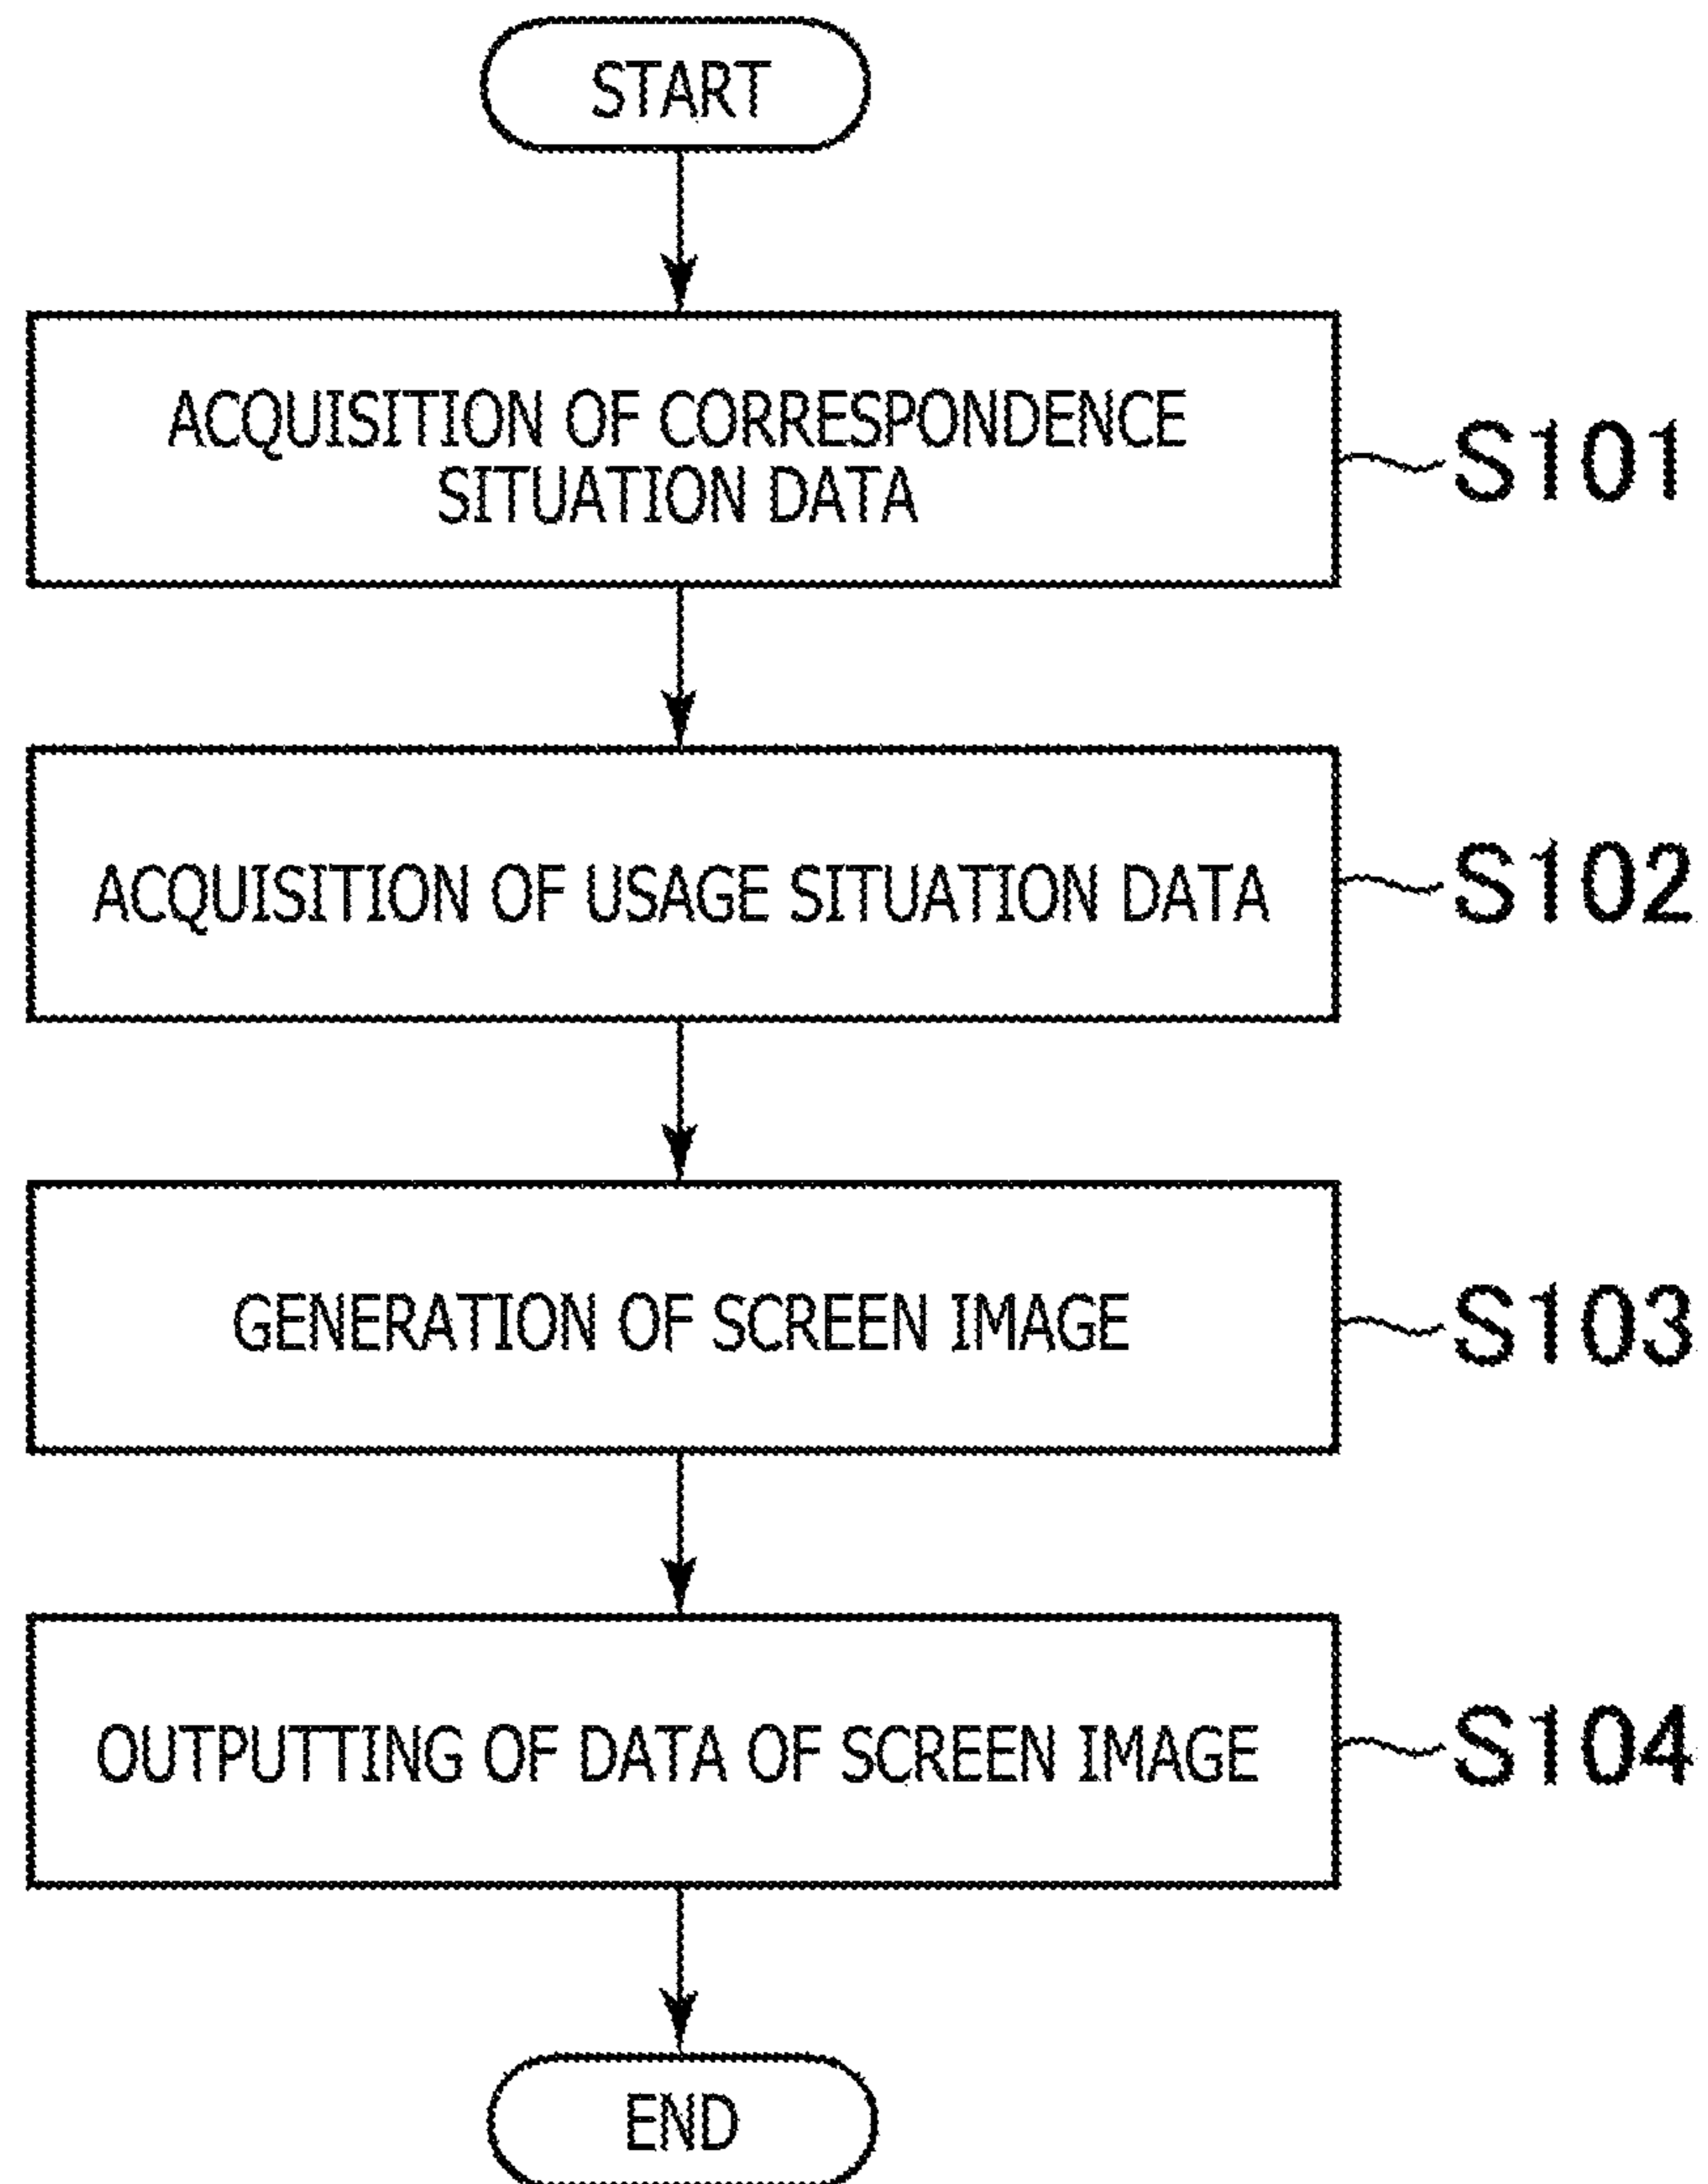 START
ACQUISITION OF CORRESPONDENCE
SITUATION DATA
S101
ACQUISITION OF USAGE SITUATION DATA
S102
GENERATION OF SCREEN IMAGE
S103
OUTPUTTING OF DATA OF SCREEN IMAGE
S104
END